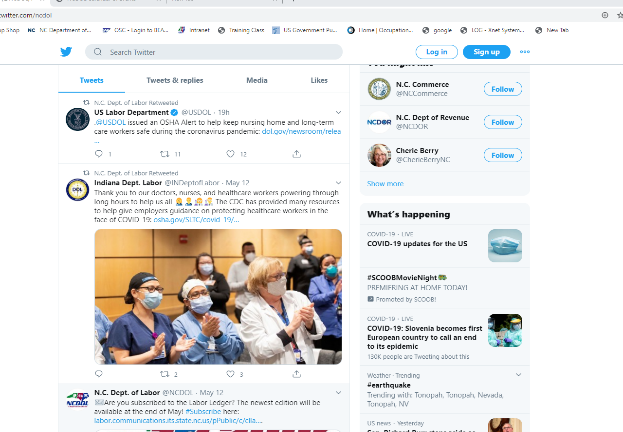 twitter.com/ncdol
op Shop NC Department of... OSC - Login to BEA... Intranet Training Class US Government Pu... Home | Occupation... google EOG - Xnet System... New Tab
Search Twitter
Log in
Sign up
Tweets Tweets & replies Media Likes
N.C. Dept. of Labor Retweeted
US Labor Department @USDOL · 19h
.@USDOL issued an OSHA Alert to help keep nursing home and long-term
care workers safe during the coronavirus pandemic: dol.gov/newsroom/relea
...
1 11 12
N.C. Dept. of Labor Retweeted
Indiana Dept. Labor @INDeptofLabor · May 12
Thank you to our doctors, nurses, and healthcare workers powering through
long hours to help us all. The CDC has provided many resources
to help give employers guidance on protecting healthcare workers in the
face of COVID-19: osha.gov/SLTC/covid-19/...
2 3
N.C. Dept. of Labor @NCDOL · May 12
Are you subscribed to the Labor Ledger? The newest edition will be
available at the end of May! #Subscribe here:
labor.communications.its.state.nc.us/pPublic/c/ella...
N.C. Commerce
@NCCommerce
Follow
NCDOR
N.C. Dept of Revenue
@NCDOR
Follow
Cherie Berry
@CherieBerryNC
Follow
Show more
What's happening
COVID-19 · LIVE
COVID-19 updates for the US
#SCOOBMovieNight
PREMIERING AT HOME TODAY!
Promoted by SCOOB!
COVID-19 · LIVE
COVID-19: Slovenia becomes first
European country to call an end
to its epidemic
130K people are Tweeting about this
Weather · Trending
#earthquake
Trending with: Tonopah, Tonopah, Nevada,
Tonopah, NV
US news · Yesterday